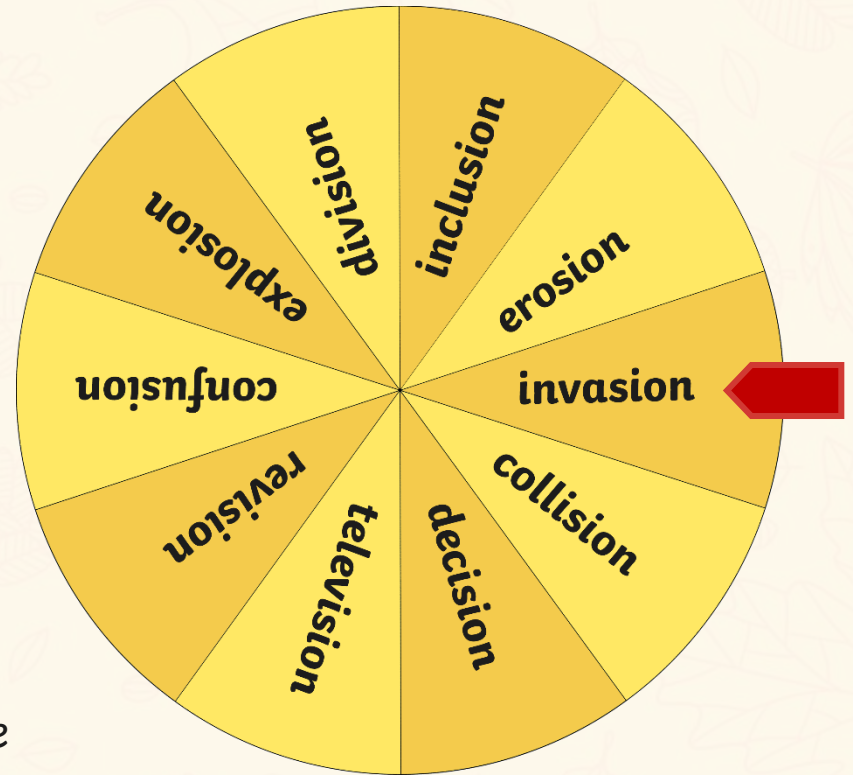 inclusion
erosion
invasion
collision
decision
television
revision
confusion
explosion
division
e